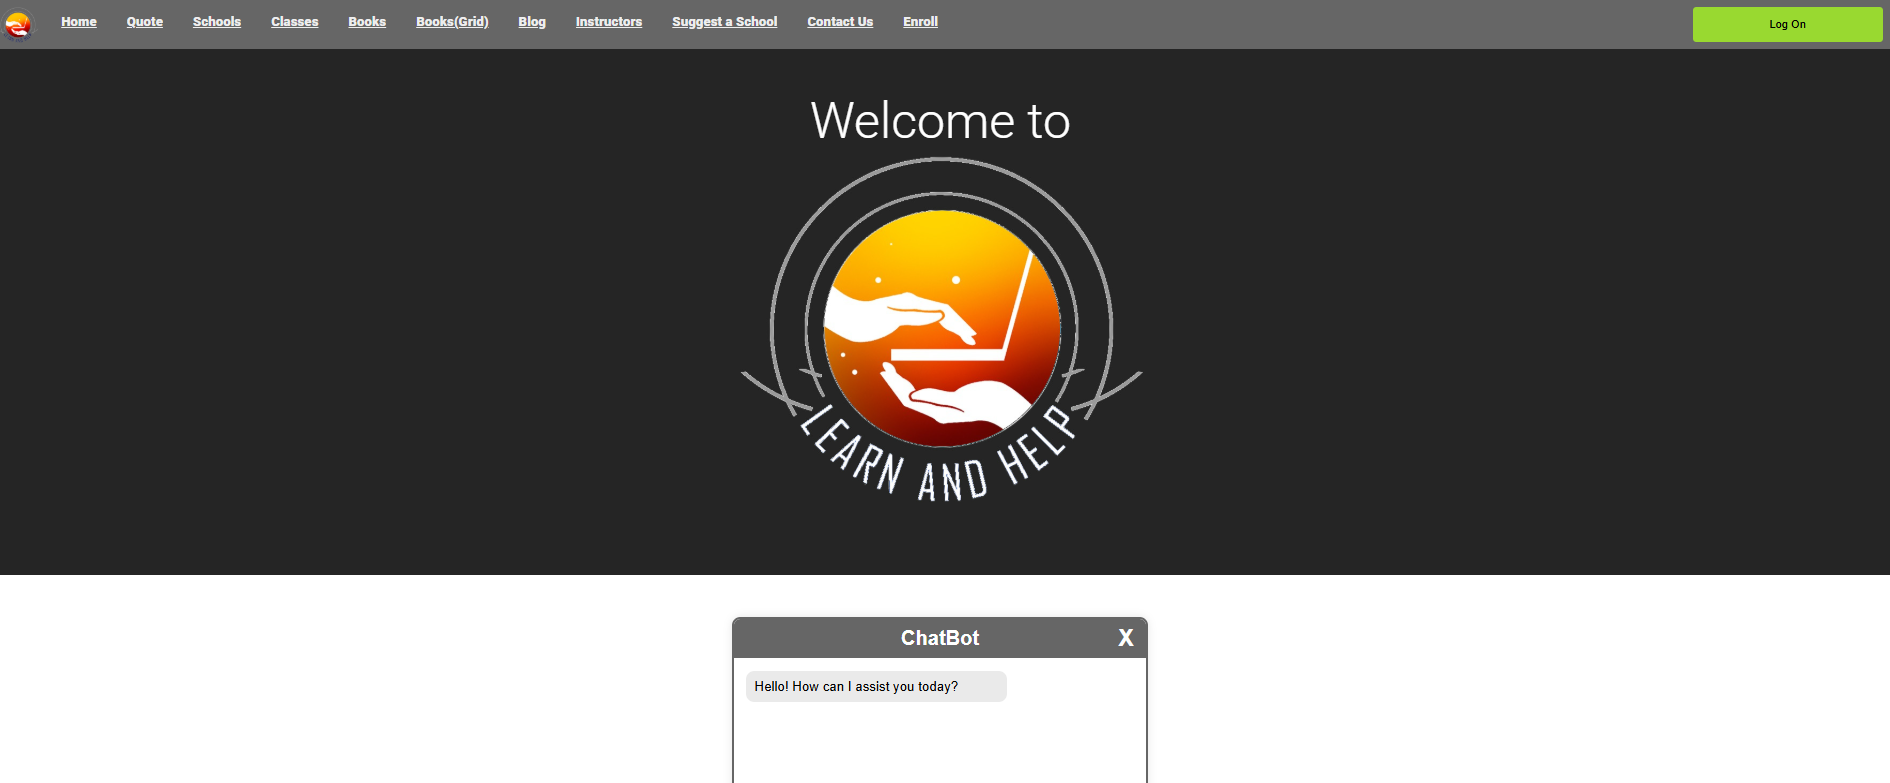 Home Quote Schools Classes Books Books(Grid) Blog Instructors Suggest a School Contact Us Enroll Log On
Welcome to
LEARN AND HELP
ChatBot X
Hello! How can I assist you today?